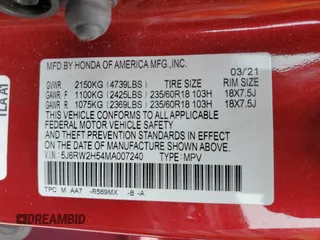 MFD.BY HONDA OF AMERICA MFG.,INC. 03/21
GVWR 2150KG (4739LBS) TIRE SIZE RIM SIZE
GAWR F 1100KG (2425LBS) 235/60R18 103H 18X7.5J
GAWR R 1075KG (2369LBS) 235/60R18 103H 18X7.5J
THIS VEHICLE CONFORMS TO ALL APPLICABLE
FEDERAL MOTOR VEHICLE SAFETY, BUMPER,
AND THEFT PREVENTION STANDARDS IN EFFECT ON
THE DATE OF MANUFACTURE SHOWN ABOVE.
5J6RW2H54MA007240 TYPE: MPV
TPC M AA7 -R569MX -B -A
TLA A1
DREAMBID